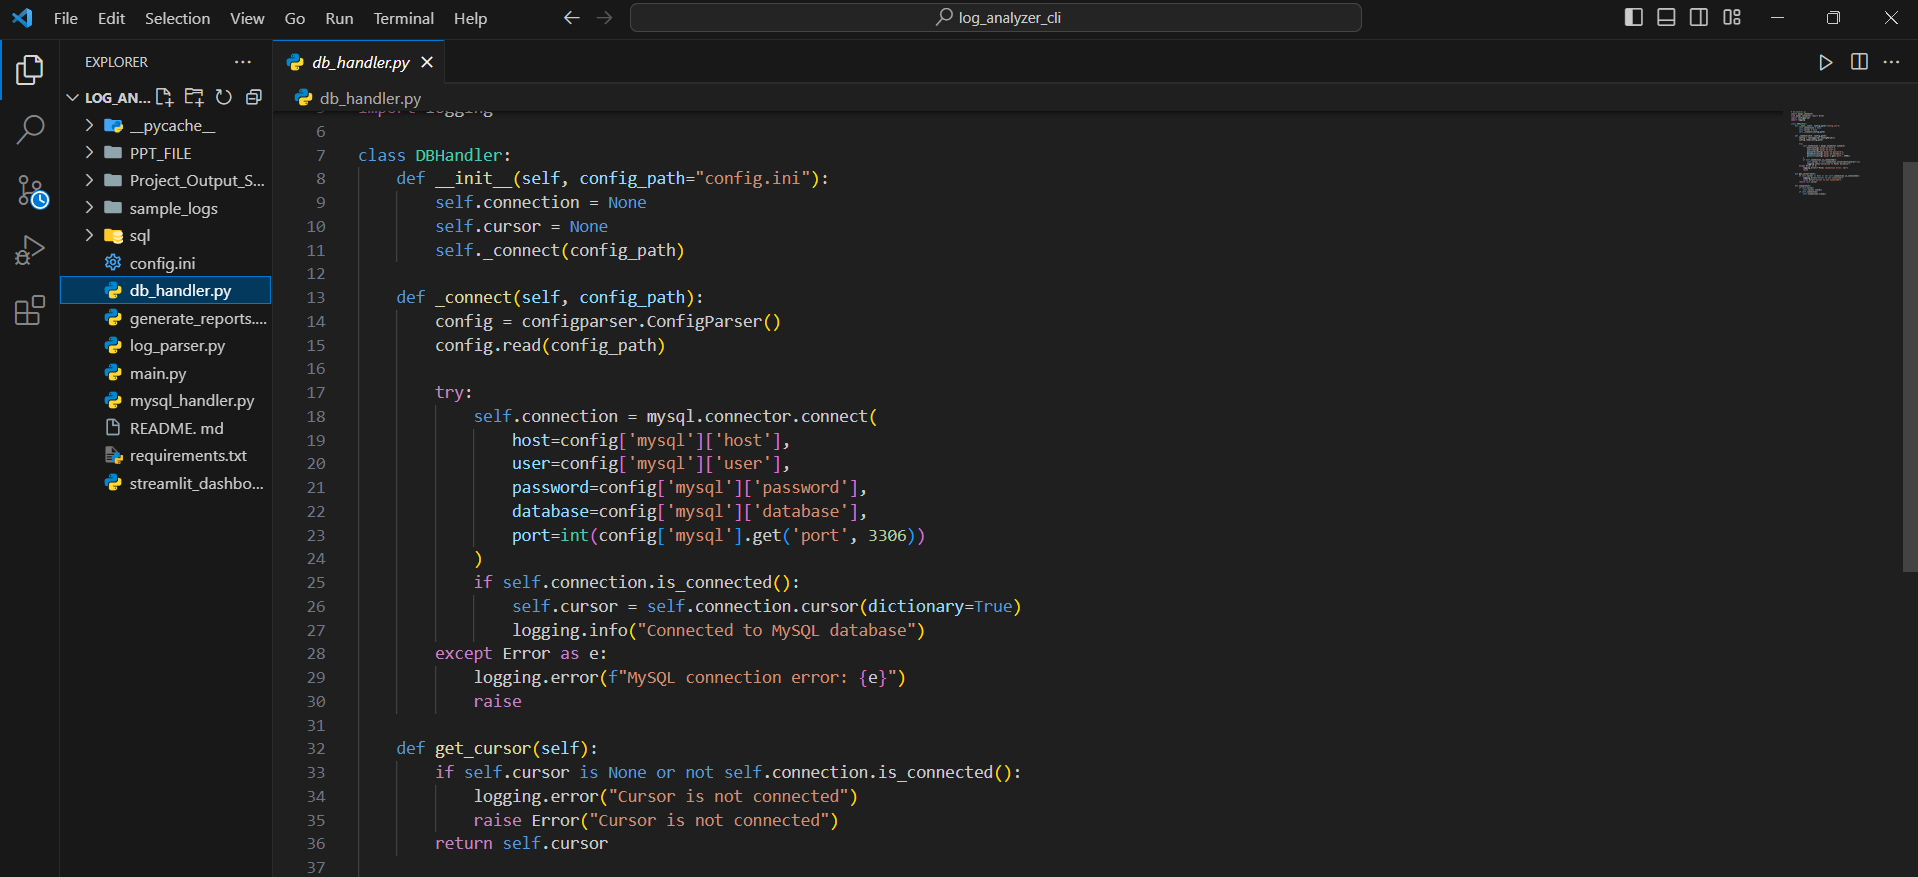 File Edit Selection View Go Run Terminal Help
log_analyzer_cli
EXPLORER
LOG_AN...
__pycache__
PPT_FILE
Project_Output_S...
sample_logs
sql
config.ini
db_handler.py
generate_reports....
log_parser.py
main.py
mysql_handler.py
README. md
requirements.txt
streamlit_dashbo...
db_handler.py
db_handler.py
import logging
6
7 class DBHandler:
8     def __init__(self, config_path="config.ini"):
9         self.connection = None
10         self.cursor = None
11         self._connect(config_path)
12
13     def _connect(self, config_path):
14         config = configparser.ConfigParser()
15         config.read(config_path)
16
17         try:
18             self.connection = mysql.connector.connect(
19                 host=config['mysql']['host'],
20                 user=config['mysql']['user'],
21                 password=config['mysql']['password'],
22                 database=config['mysql']['database'],
23                 port=int(config['mysql'].get('port', 3306))
24             )
25             if self.connection.is_connected():
26                 self.cursor = self.connection.cursor(dictionary=True)
27                 logging.info("Connected to MySQL database")
28         except Error as e:
29             logging.error(f"MySQL connection error: {e}")
30             raise
31
32     def get_cursor(self):
33         if self.cursor is None or not self.connection.is_connected():
34             logging.error("Cursor is not connected")
35             raise Error("Cursor is not connected")
36         return self.cursor
37